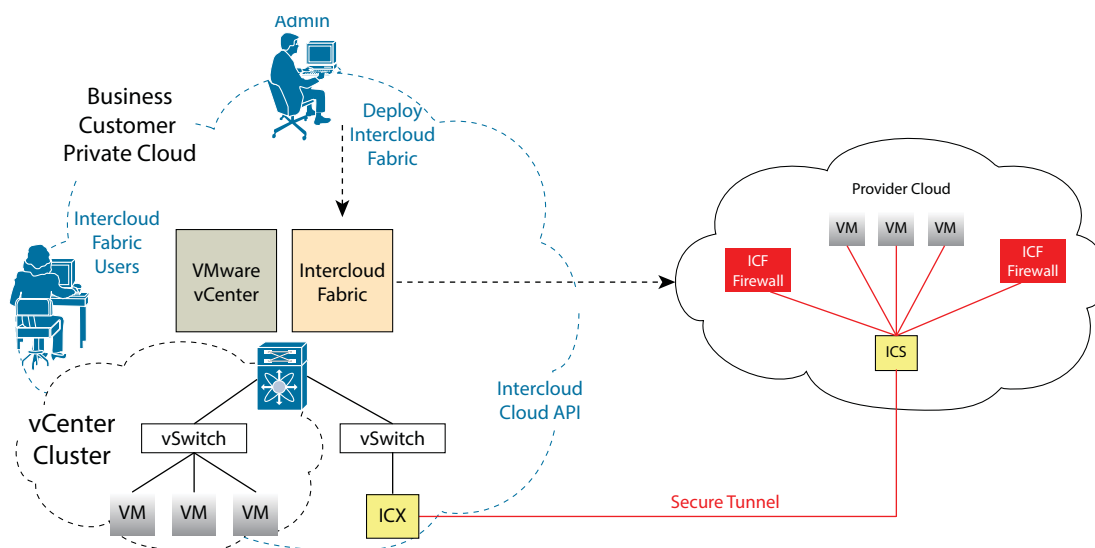 Admin
Business
Customer
Private Cloud
Deploy
Intercloud
Fabric
Intercloud
Fabric
Users
VMware
vCenter
Intercloud
Fabric
Provider Cloud
VM
VM
VM
ICF
Firewall
ICF
Firewall
ICS
Intercloud
Cloud API
vCenter
Cluster
vSwitch
vSwitch
VM
VM
VM
ICX
Secure Tunnel